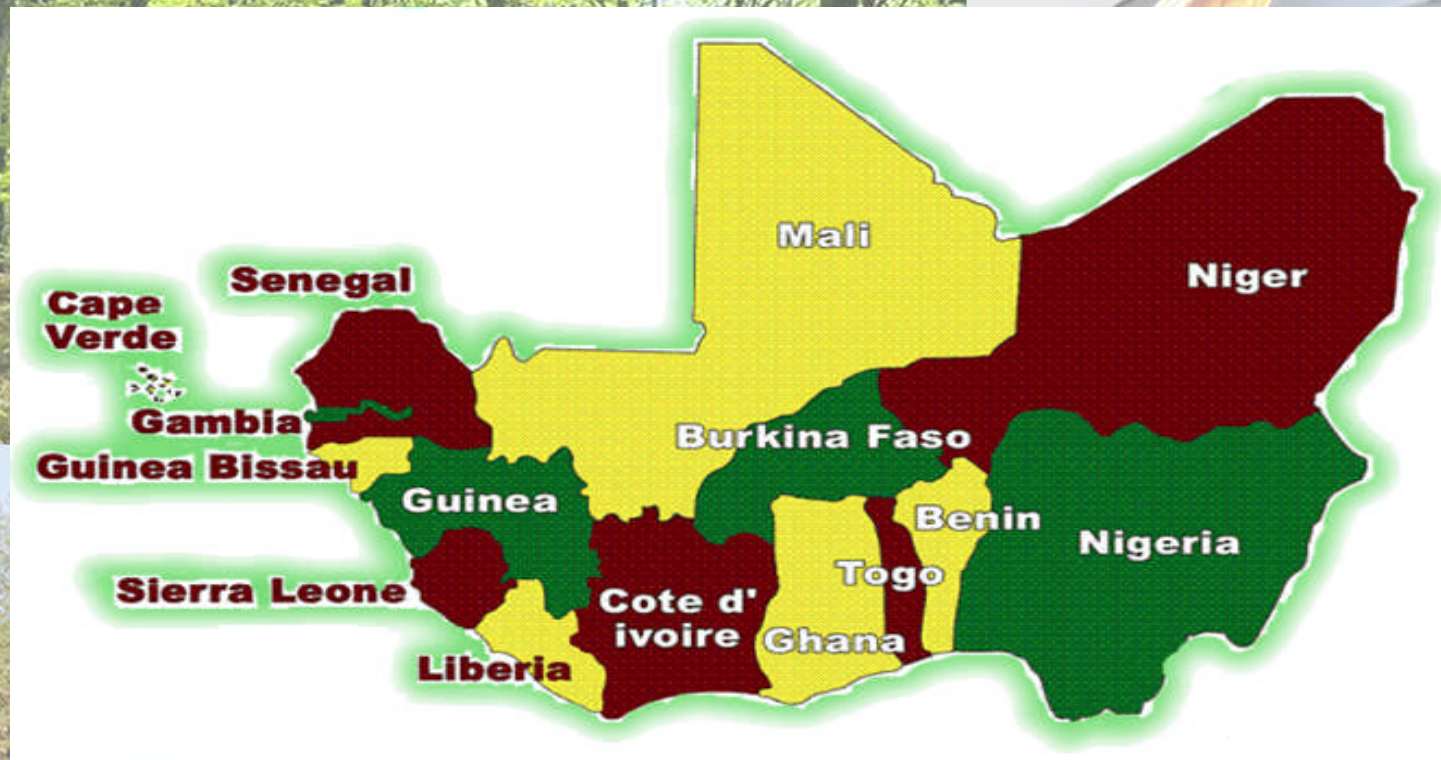 Mali
Niger
Senegal
Cape
Verde
Gambia
Guinea Bissau
Burkina Faso
Guinea
Benin
Nigeria
Togo
Sierra Leone
Cote d'
ivoire
Ghana
Liberia